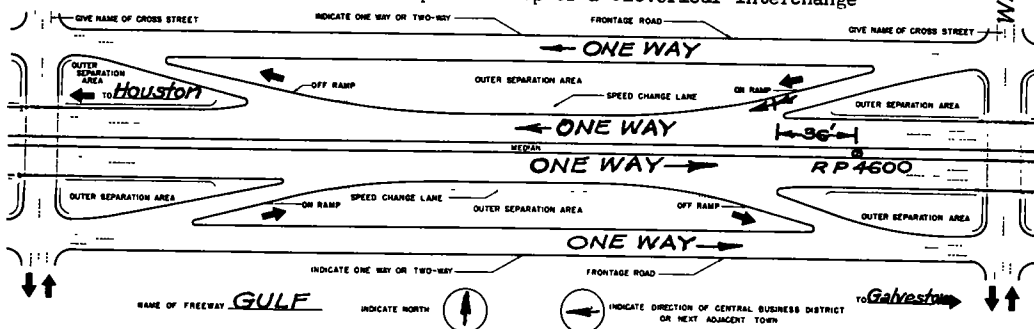 interchange
GIVE NAME OF CROSS STREET
INDICATE ONE WAY OR TWO-WAY
FRONTAGE ROAD
GIVE NAME OF CROSS STREET
ONE WAY
OUTER SEPARATION AREA
TO Houston
OFF RAMP
OUTER SEPARATION AREA
ON RAMP
SPEED CHANGE LANE
OUTER SEPARATION AREA
ONE WAY
36'
MEDIAN
ONE WAY
RP 4600
OUTER SEPARATION AREA
ON RAMP
SPEED CHANGE LANE
OUTER SEPARATION AREA
OFF RAMP
OUTER SEPARATION AREA
ONE WAY
INDICATE ONE WAY OR TWO-WAY
FRONTAGE ROAD
NAME OF FREEWAY GULF
INDICATE NORTH
INDICATE DIRECTION OF CENTRAL BUSINESS DISTRICT
OR NEXT ADJACENT TOWN
TO Galveston